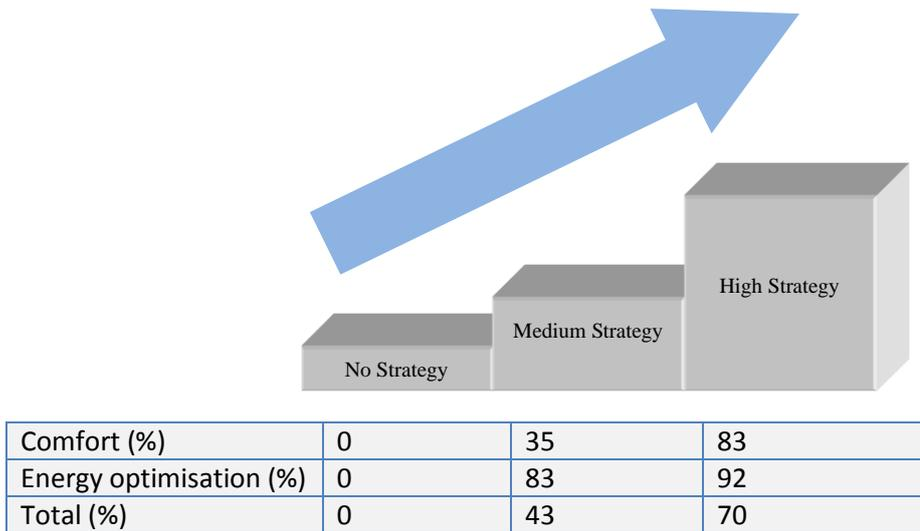 High Strategy
Medium Strategy
No Strategy
Comfort (%) 0 35 83
Energy optimisation (%) 0 83 92
Total (%) 0 43 70